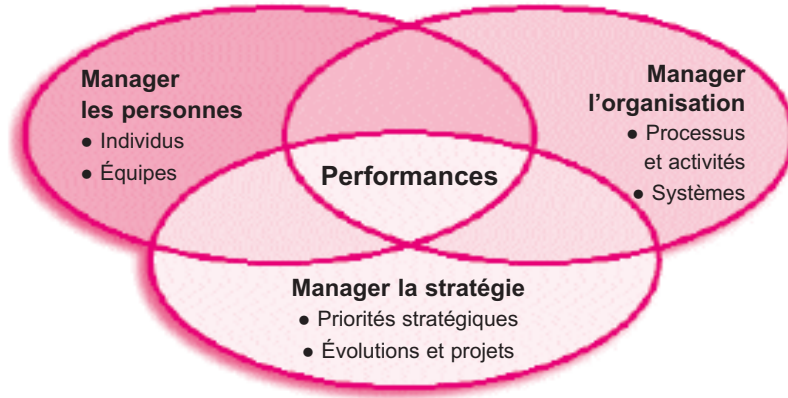 Manager
les personnes
● Individus
● Équipes
Manager
l’organisation
● Processus
et activités
● Systèmes
Performances
Manager la stratégie
● Priorités stratégiques
● Évolutions et projets